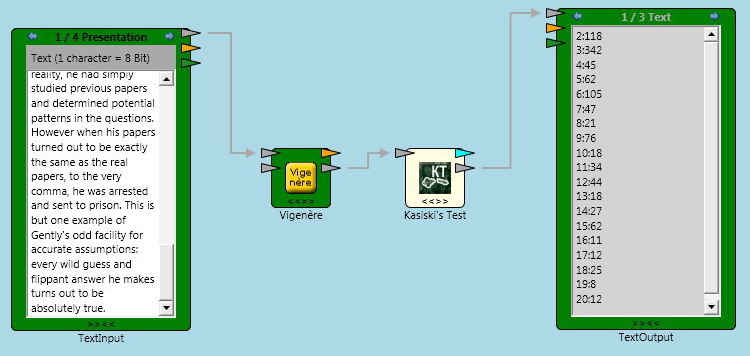 1 / 4 Presentation
Text (1 character = 8 Bit)
reality, he had simply
studied previous papers
and determined potential
patterns in the questions.
However when his papers
turned out to be exactly
the same as the real
papers, to the very
comma, he was arrested
and sent to prison. This is
but one example of
Gently's odd facility for
accurate assumptions:
every wild guess and
flippant answer he makes
turns out to be
absolutely true.
>><<
TextInput
Vige
nère
<<>>
Vigenère
KT
<<>>
Kasiski's Test
1 / 3 Text
2:118
3:342
4:45
5:62
6:105
7:47
8:21
9:76
10:18
11:34
12:44
13:18
14:27
15:62
16:11
17:12
18:25
19:8
20:12
>><<
TextOutput